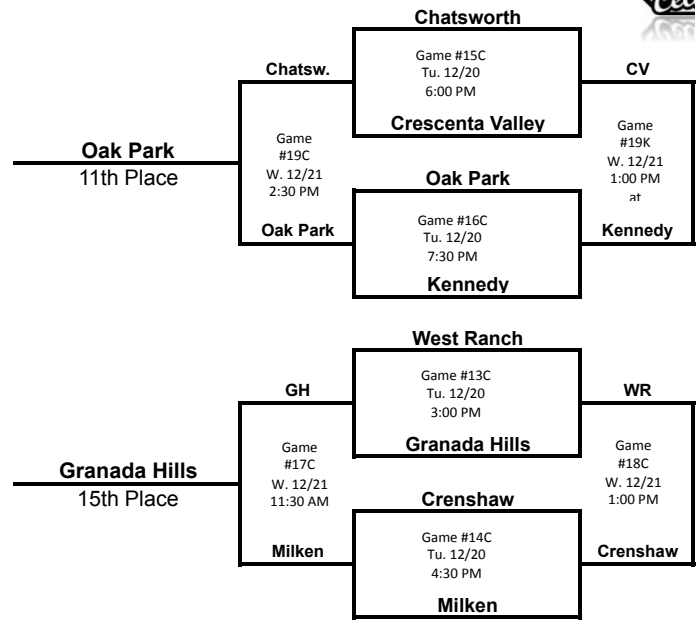 Chatsworth
Game #15C
Tu. 12/20
6:00 PM
Chatsw.
CV
Crescenta Valley
Game
#19C
W. 12/21
2:30 PM
Game
#19K
W. 12/21
1:00 PM
at
Oak Park
11th Place
Oak Park
Game #16C
Tu. 12/20
7:30 PM
Oak Park
Kennedy
Kennedy
West Ranch
Game #13C
Tu. 12/20
3:00 PM
GH
WR
Granada Hills
Game
#17C
W. 12/21
11:30 AM
Game
#18C
W. 12/21
1:00 PM
Granada Hills
15th Place
Crenshaw
Game #14C
Tu. 12/20
4:30 PM
Milken
Crenshaw
Milken